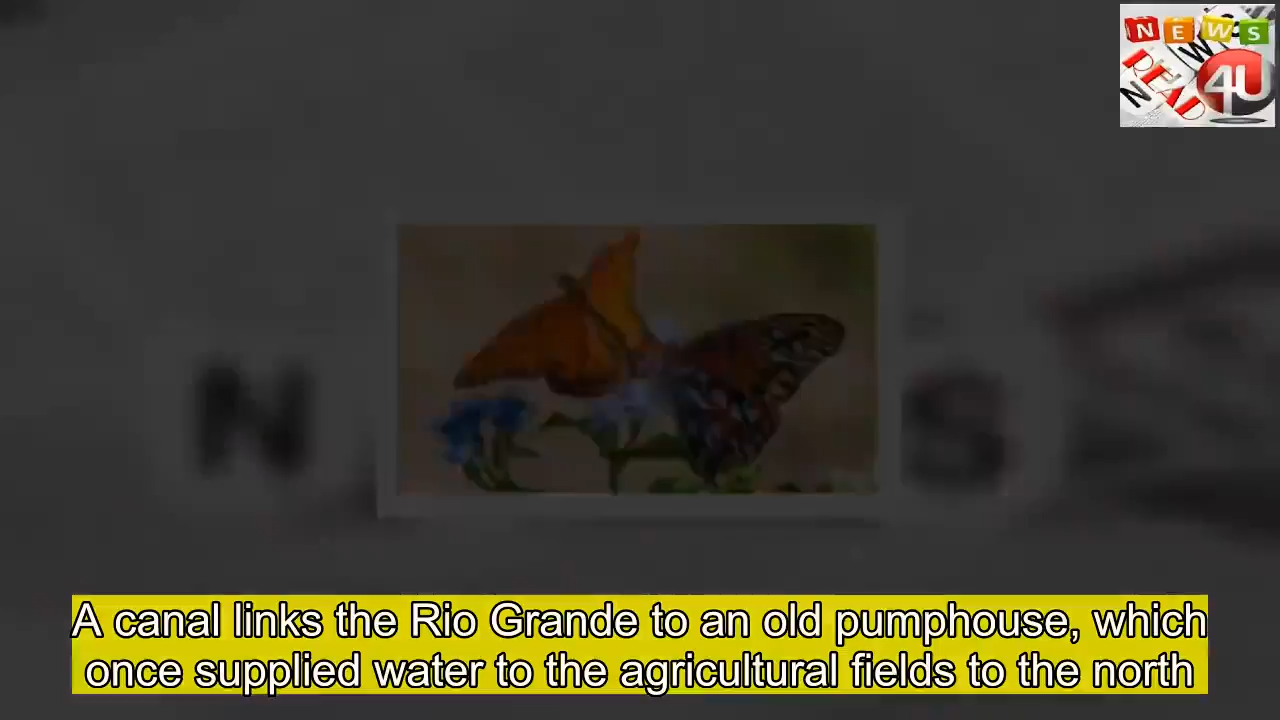 NEWS
READ
N
W
4U
N
S
A canal links the Rio Grande to an old pumphouse, which
once supplied water to the agricultural fields to the north